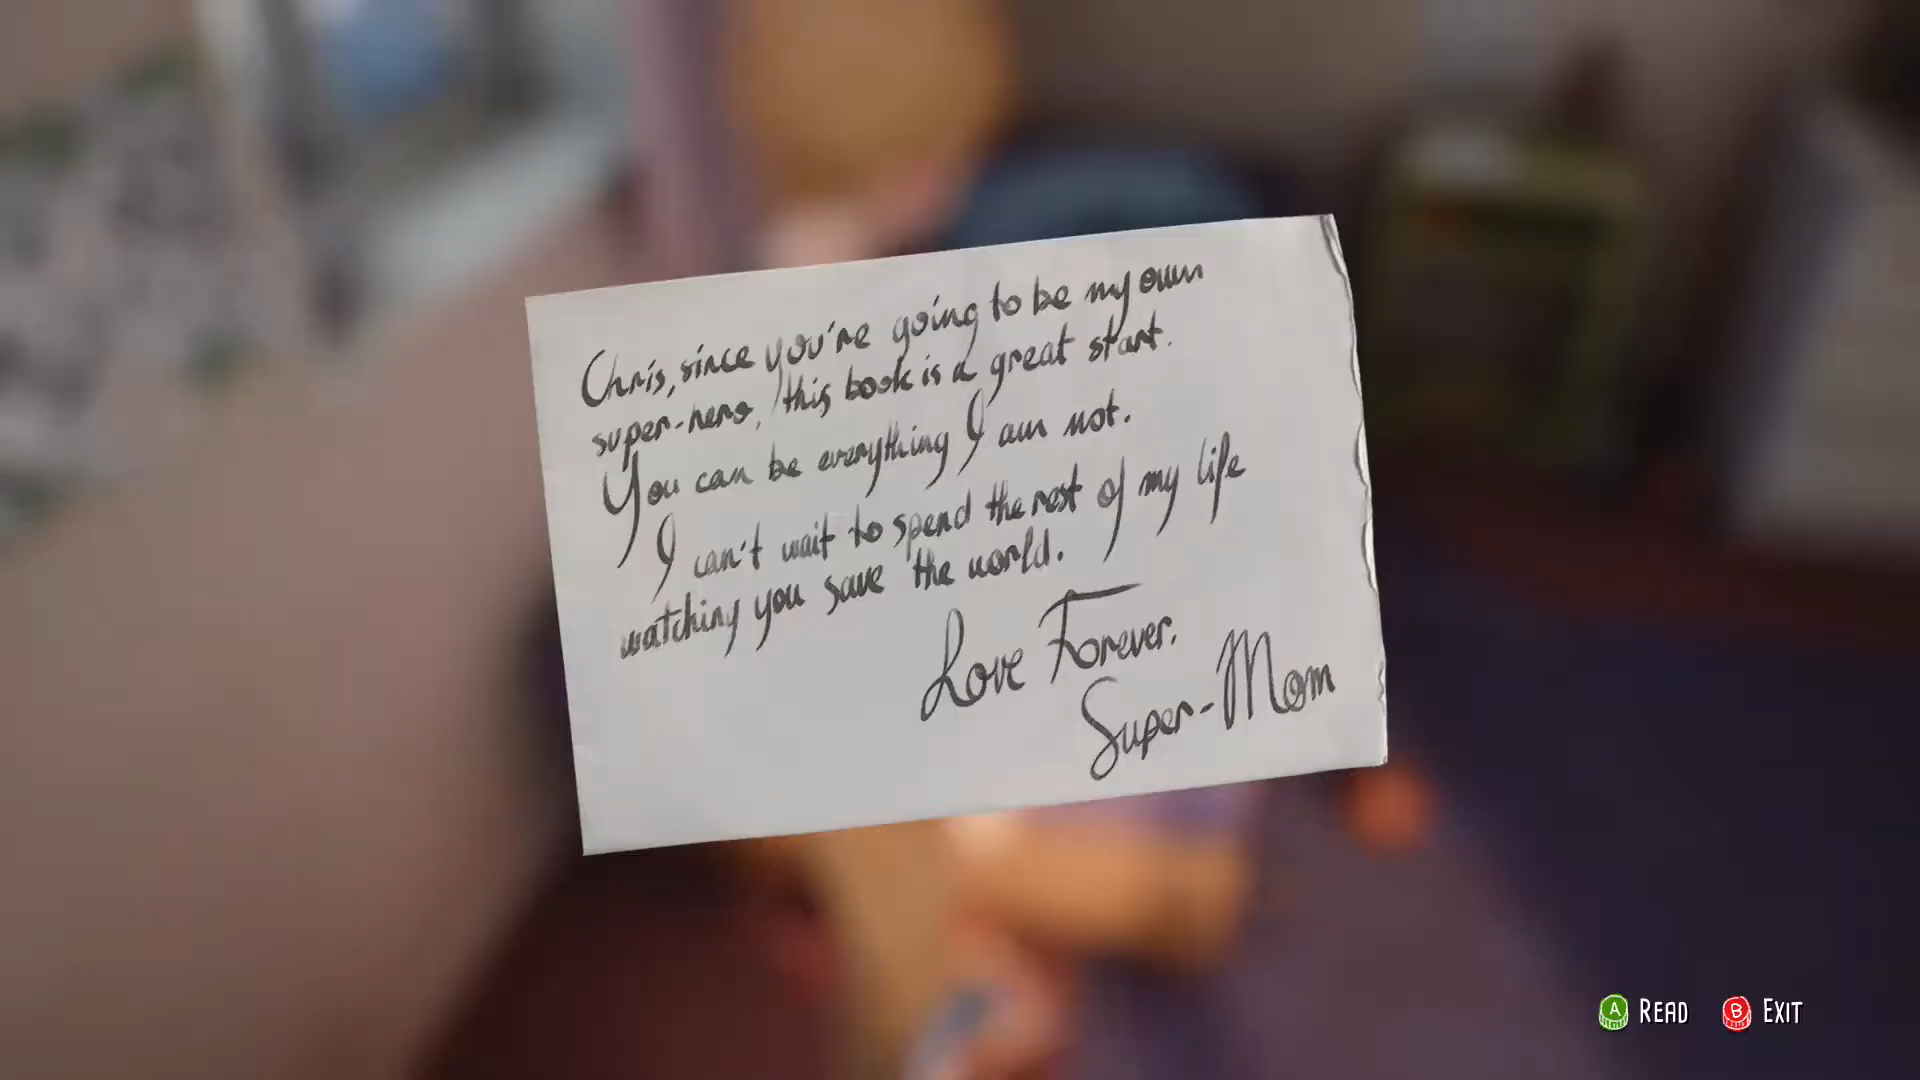 Chris, since you're going to be my own
super-hero, this book is a great start.
You can be everything I am not.
I can't wait to spend the rest of my life
watching you save the world.
Love Forever.
Super-Mom
A READ B EXIT